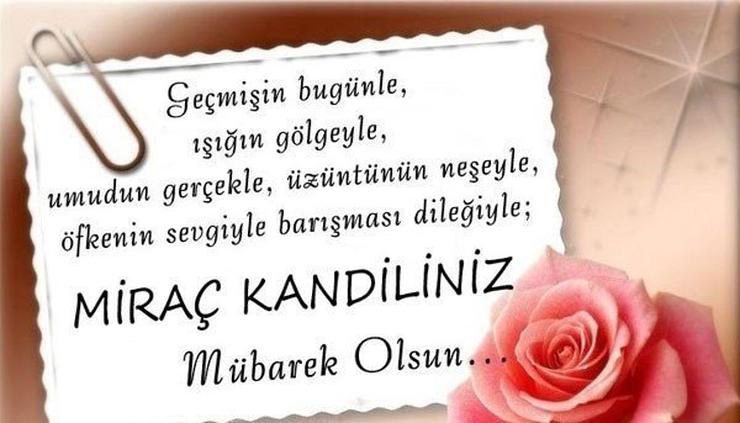 Geçmişin bugünle,
ışığın gölgeyle,
umudun gerçekle, üzüntünün neşeyle,
öfkenin sevgiyle barışması dileğiyle;
MİRAÇ KANDİLİNİZ
Mübarek Olsun...